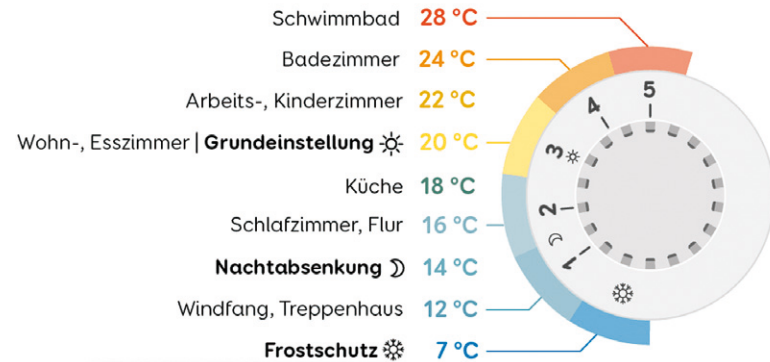 Schwimmbad 28 °C
Badezimmer 24 °C
Arbeits-, Kinderzimmer 22 °C
Wohn-, Esszimmer | Grundeinstellung 20 °C
Küche 18 °C
Schlafzimmer, Flur 16 °C
Nachtabsenkung 14 °C
Windfang, Treppenhaus 12 °C
Frostschutz 7 °C
5
4
3
2
1